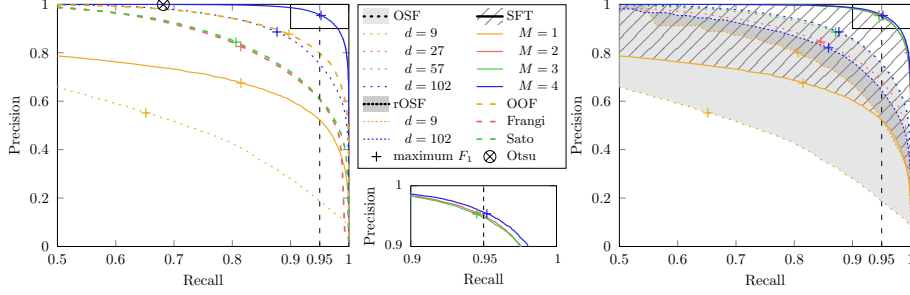 Precision
1
0.8
0.6
0.4
0.2
0
0.5
0.6
0.7
0.8
0.9
0.95
1
Recall
OSF
d = 9
d = 27
d = 57
d = 102
rOSF
d = 9
d = 102
maximum F1
SFT
M = 1
M = 2
M = 3
M = 4
OOF
Frangi
Sato
Otsu
Precision
1
0.9
0.9
0.95
1
Recall
Precision
1
0.8
0.6
0.4
0.2
0
0.5
0.6
0.7
0.8
0.9
0.95
1
Recall